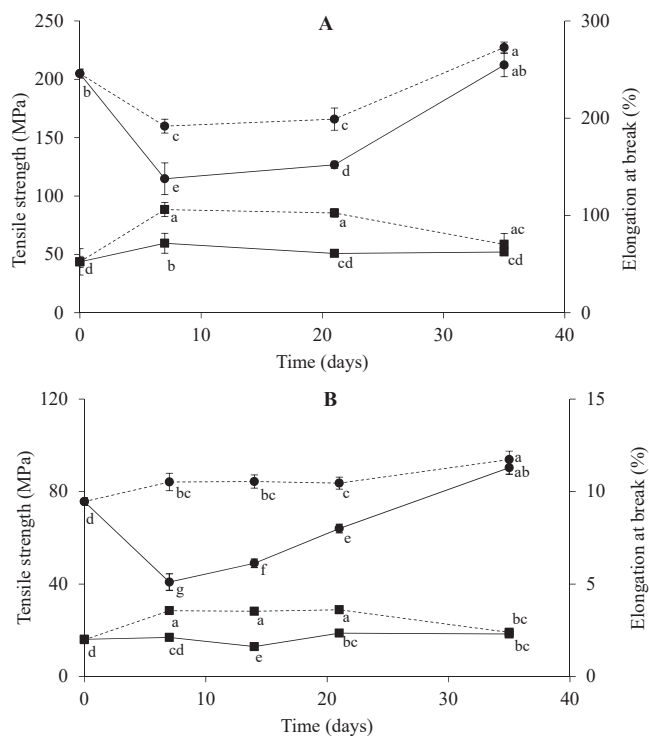 A
250
200
150
100
50
0
Tensile strength (MPa)
300
200
100
0
Elongation at break (%)
b
c
c
a
ab
e
d
a
a
ac
d
b
cd
cd
0
10
20
30
40
Time (days)
B
120
80
40
0
Tensile strength (MPa)
15
10
5
0
Elongation at break (%)
d
bc
bc
c
a
ab
e
f
g
a
a
a
bc
d
cd
e
bc
bc
0
10
20
30
40
Time (days)